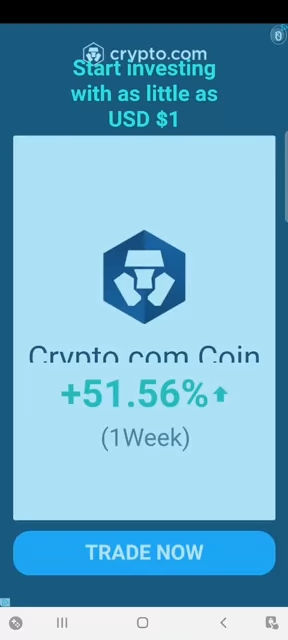 crypto.com
Start investing
with as little as
USD $1
Crypto.com Coin
+51.56%
(1Week)
TRADE NOW